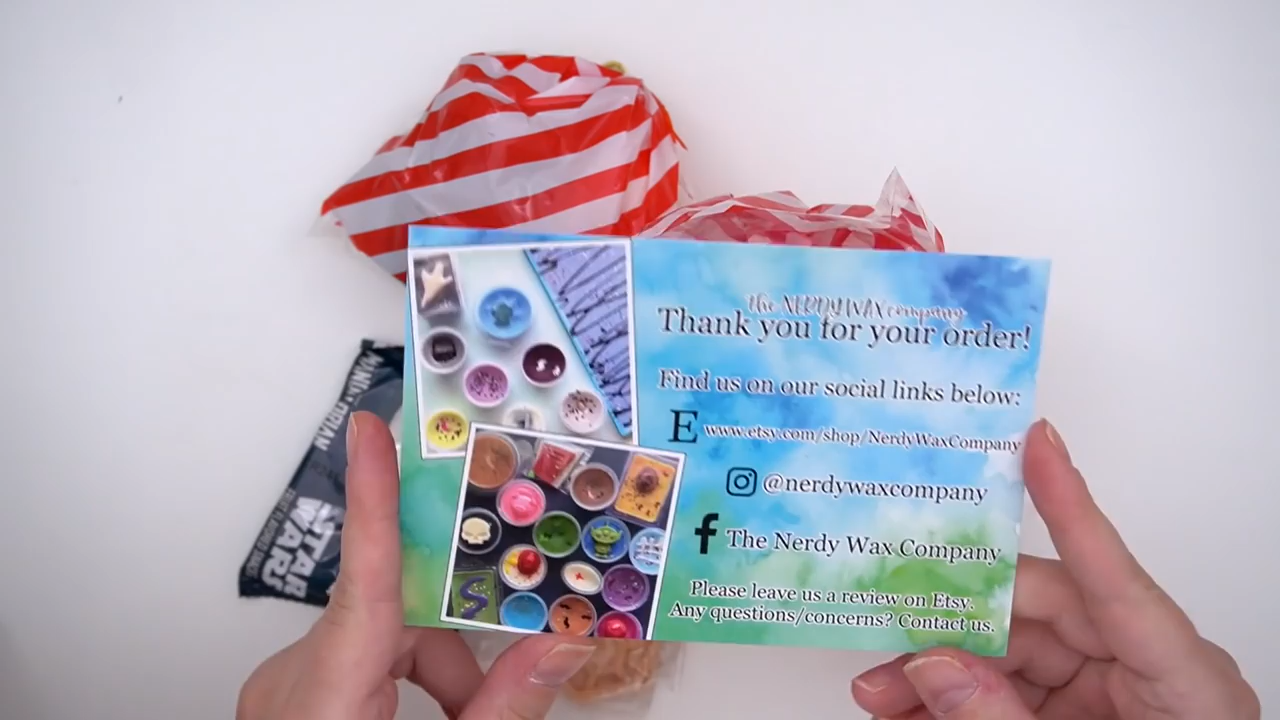 the NERDY WAX company
Thank you for your order!
Find us on our social links below:
E www.etsy.com/shop/NerdyWaxCompany
@nerdywaxcompany
f The Nerdy Wax Company
Please leave us a review on Etsy.
Any questions/concerns? Contact us.
STAR
WARS